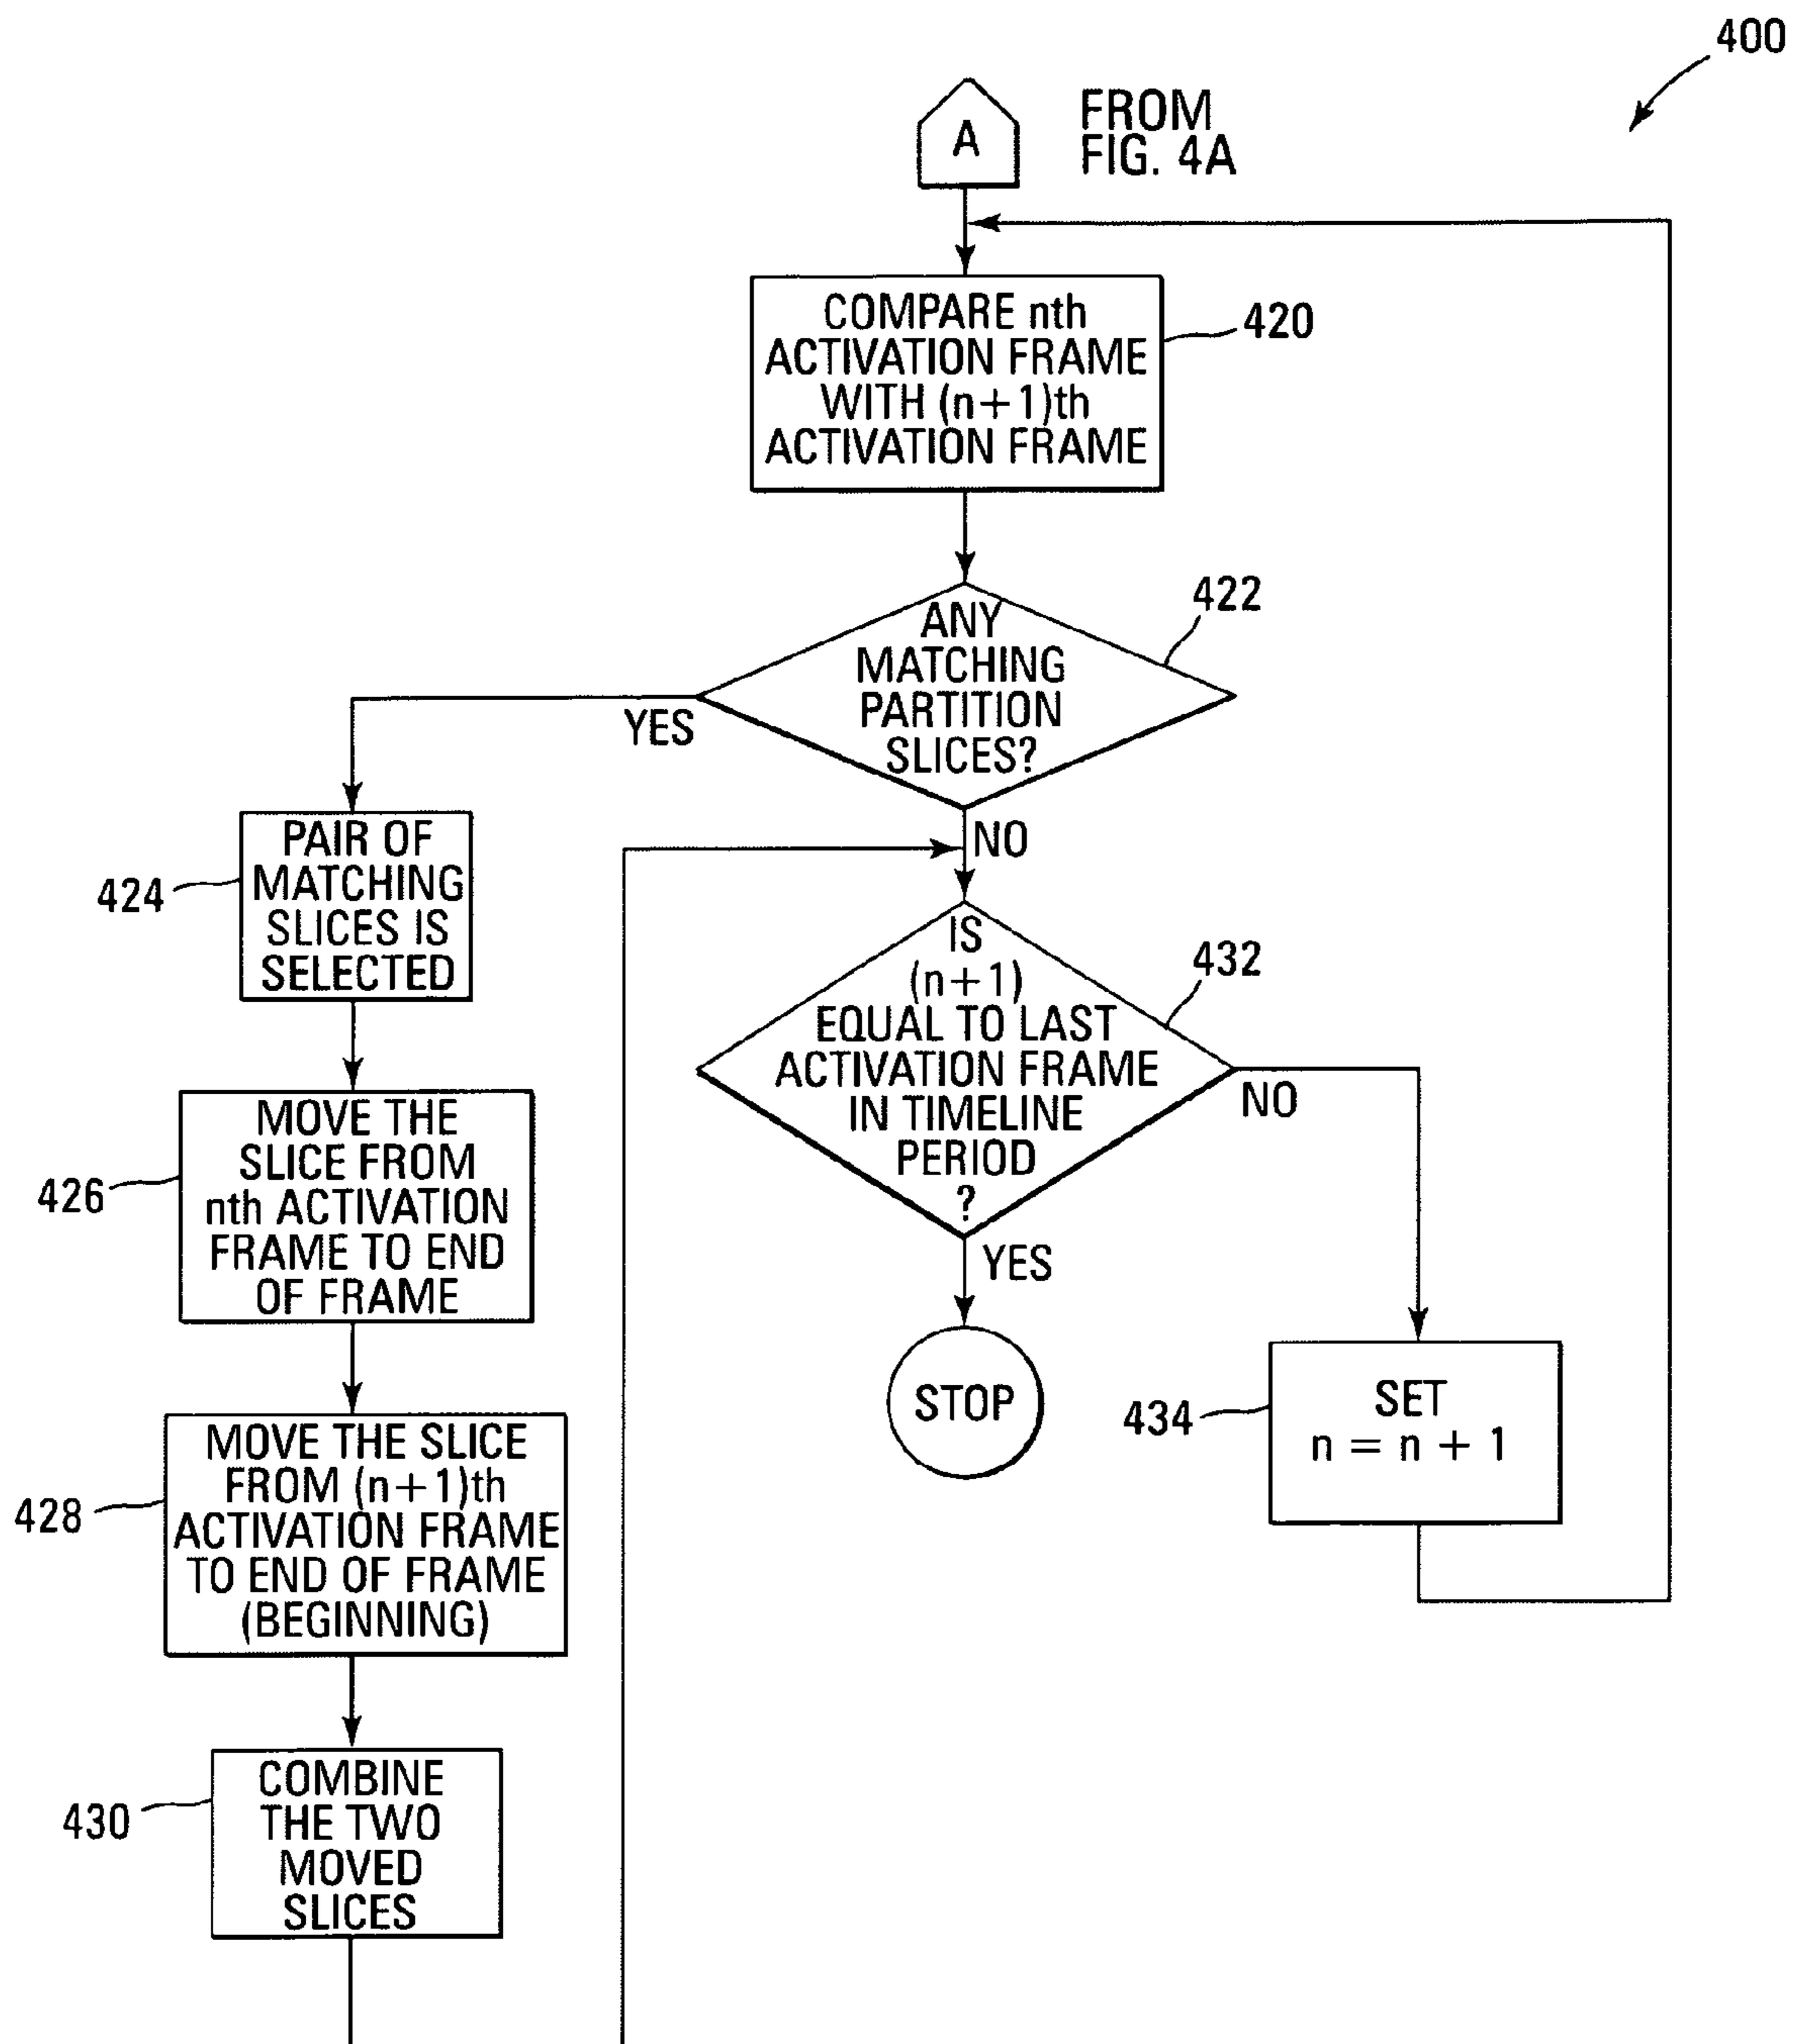 400
A
FROM
FIG. 4A
COMPARE nth
ACTIVATION FRAME
WITH (n+1)th
ACTIVATION FRAME
420
ANY
MATCHING
PARTITION
SLICES?
422
YES
NO
PAIR OF
MATCHING
SLICES IS
SELECTED
424
MOVE THE
SLICE FROM
nth ACTIVATION
FRAME TO END
OF FRAME
426
MOVE THE SLICE
FROM (n+1)th
ACTIVATION FRAME
TO END OF FRAME
(BEGINNING)
428
COMBINE
THE TWO
MOVED
SLICES
430
IS
(n+1)
EQUAL TO LAST
ACTIVATION FRAME
IN TIMELINE
PERIOD
?
432
NO
YES
STOP
SET
n = n + 1
434